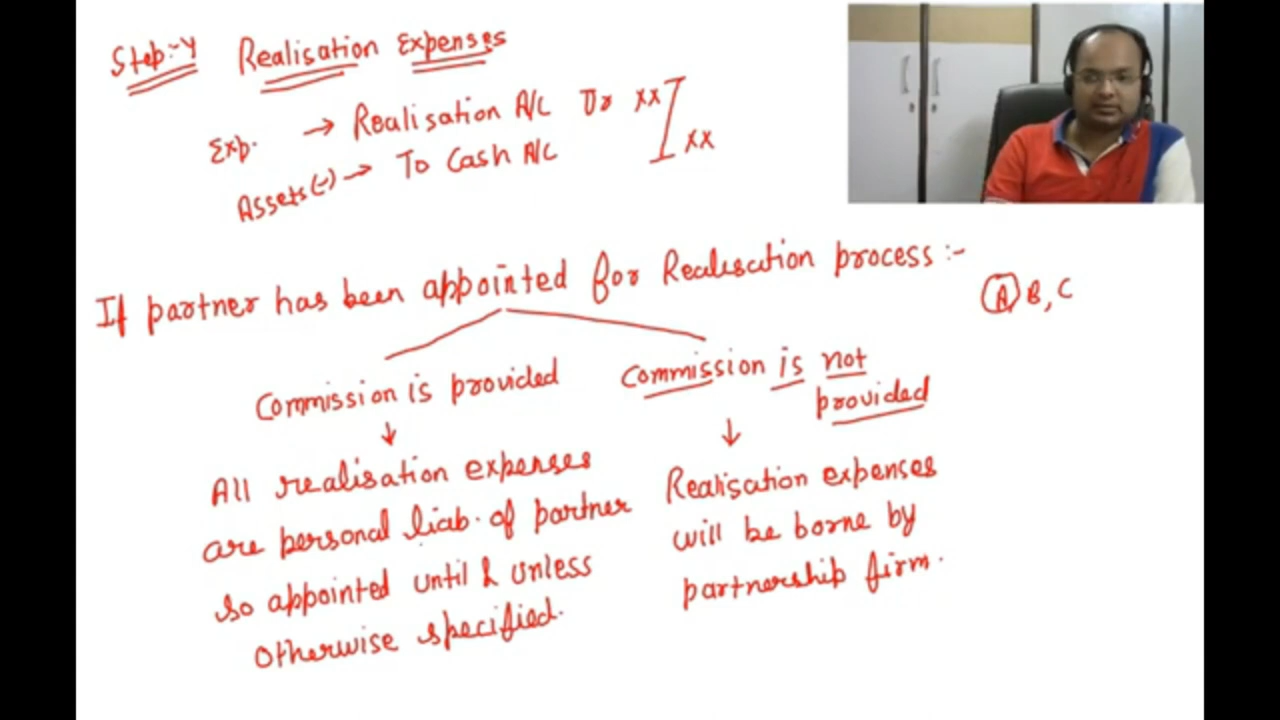 Step:-4 Realisation Expenses
Exp. → Realisation A/C Dr xx
Assets(-) → To Cash A/C xx
If partner has been appointed for Realisation process :-
(A) B, C
Commission is provided
↓
All realisation expenses
are personal liab. of partner
so appointed until & unless
otherwise specified.
Commission is not
provided
↓
Realisation expenses
will be borne by
partnership firm.